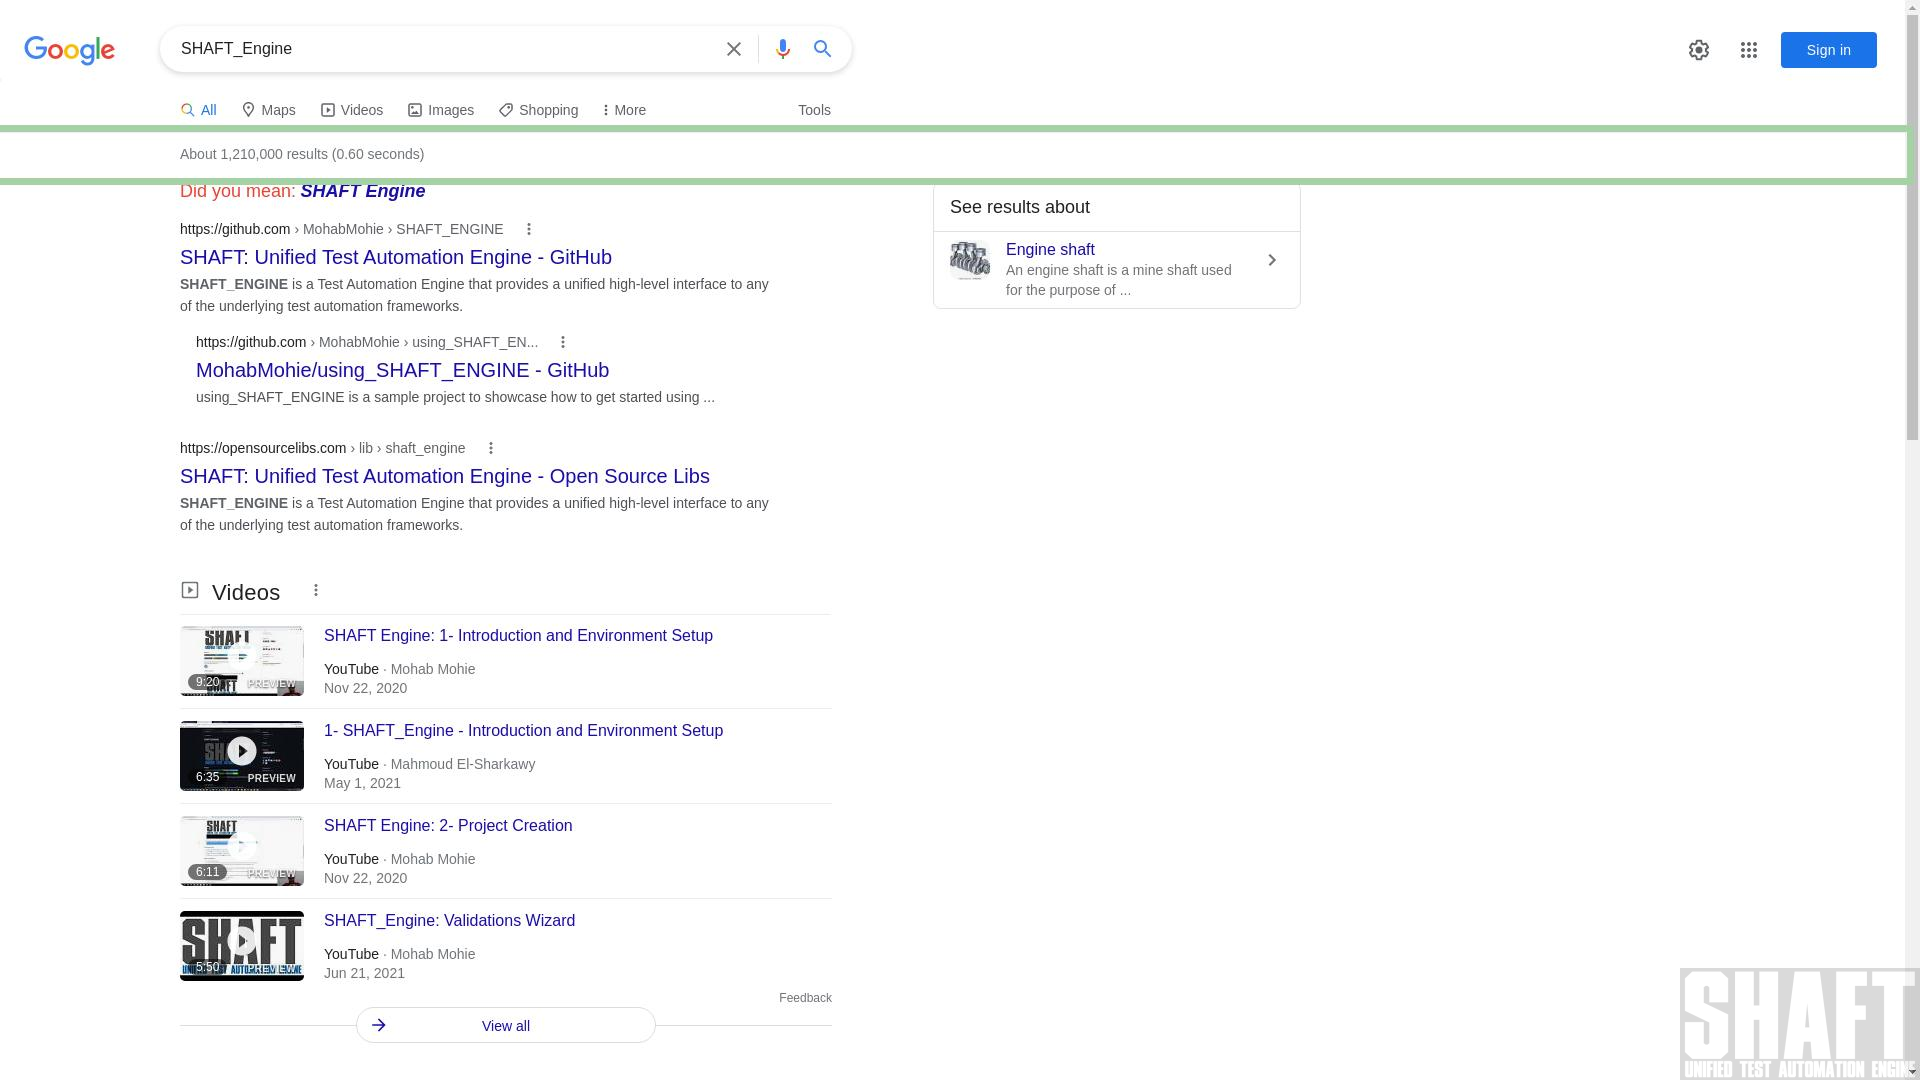 Google
SHAFT_Engine
Sign in
All
Maps
Videos
Images
Shopping
More
Tools
About 1,210,000 results (0.60 seconds)
Did you mean: SHAFT Engine
https://github.com › MohabMohie › SHAFT_ENGINE
SHAFT: Unified Test Automation Engine - GitHub
SHAFT_ENGINE is a Test Automation Engine that provides a unified high-level interface to any
of the underlying test automation frameworks.
https://github.com › MohabMohie › using_SHAFT_EN...
MohabMohie/using_SHAFT_ENGINE - GitHub
using_SHAFT_ENGINE is a sample project to showcase how to get started using ...
https://opensourcelibs.com › lib › shaft_engine
SHAFT: Unified Test Automation Engine - Open Source Libs
SHAFT_ENGINE is a Test Automation Engine that provides a unified high-level interface to any
of the underlying test automation frameworks.
Videos
SHAFT
9:20
PREVIEW
SHAFT Engine: 1- Introduction and Environment Setup
YouTube · Mohab Mohie
Nov 22, 2020
6:35
PREVIEW
1- SHAFT_Engine - Introduction and Environment Setup
YouTube · Mahmoud El-Sharkawy
May 1, 2021
SHAFT
6:11
PREVIEW
SHAFT Engine: 2- Project Creation
YouTube · Mohab Mohie
Nov 22, 2020
SHAFT
5:50
PREVIEW
SHAFT_Engine: Validations Wizard
YouTube · Mohab Mohie
Jun 21, 2021
Feedback
View all
See results about
Engine shaft
An engine shaft is a mine shaft used
for the purpose of ...
SHAFT
UNIFIED TEST AUTOMATION ENGINE